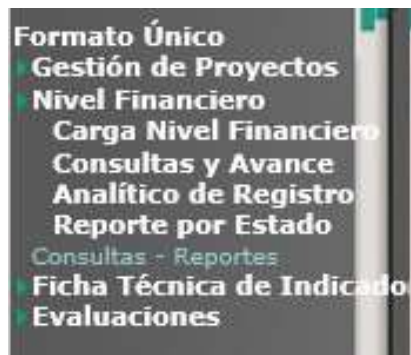 Formato Único
Gestión de Proyectos
Nivel Financiero
Carga Nivel Financiero
Consultas y Avance
Analítico de Registro
Reporte por Estado
Consultas - Reportes
Ficha Técnica de Indicado
Evaluaciones